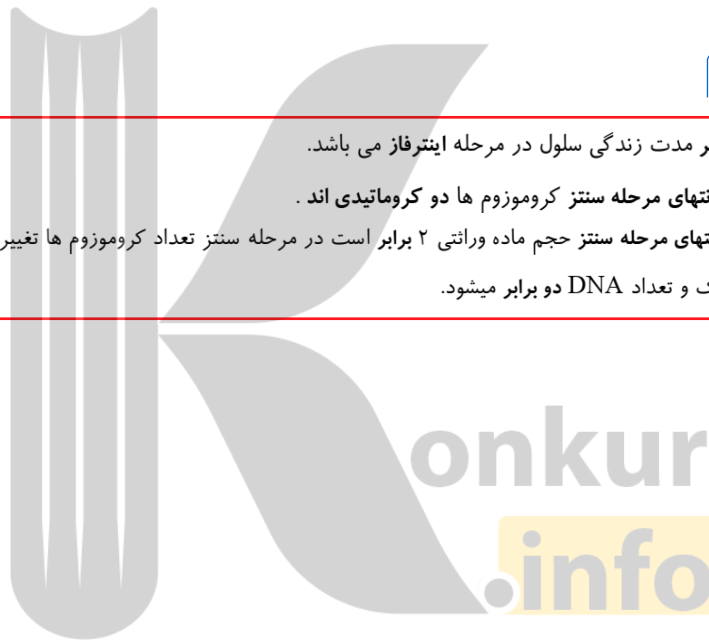 ر مدت زندگی سلول در مرحله اینترفاز می باشد.
نتهای مرحله سنتز کروموزوم ها دو کروماتیدی اند .
تهای مرحله سنتز حجم ماده وراثتی ۲ برابر است در مرحله سنتز تعداد کروموزوم ها تغییر
ک و تعداد DNA دو برابر میشود.
onkur
.info